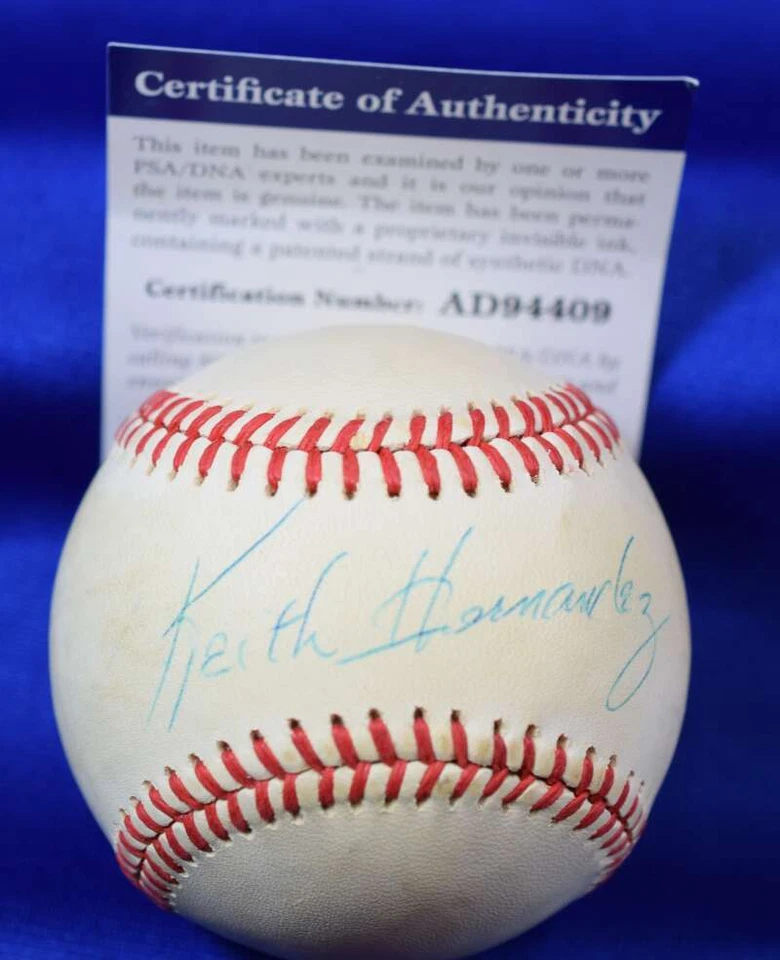 Certificate of Authenticity
This item has been examined by one or more
PSA/DNA experts and it is our opinion that
the item is genuine. The item has been perma-
nently marked with a proprietary invisible ink,
containing a patented strand of synthetic DNA.
Certification Number: AD94409
Keith Hernandez